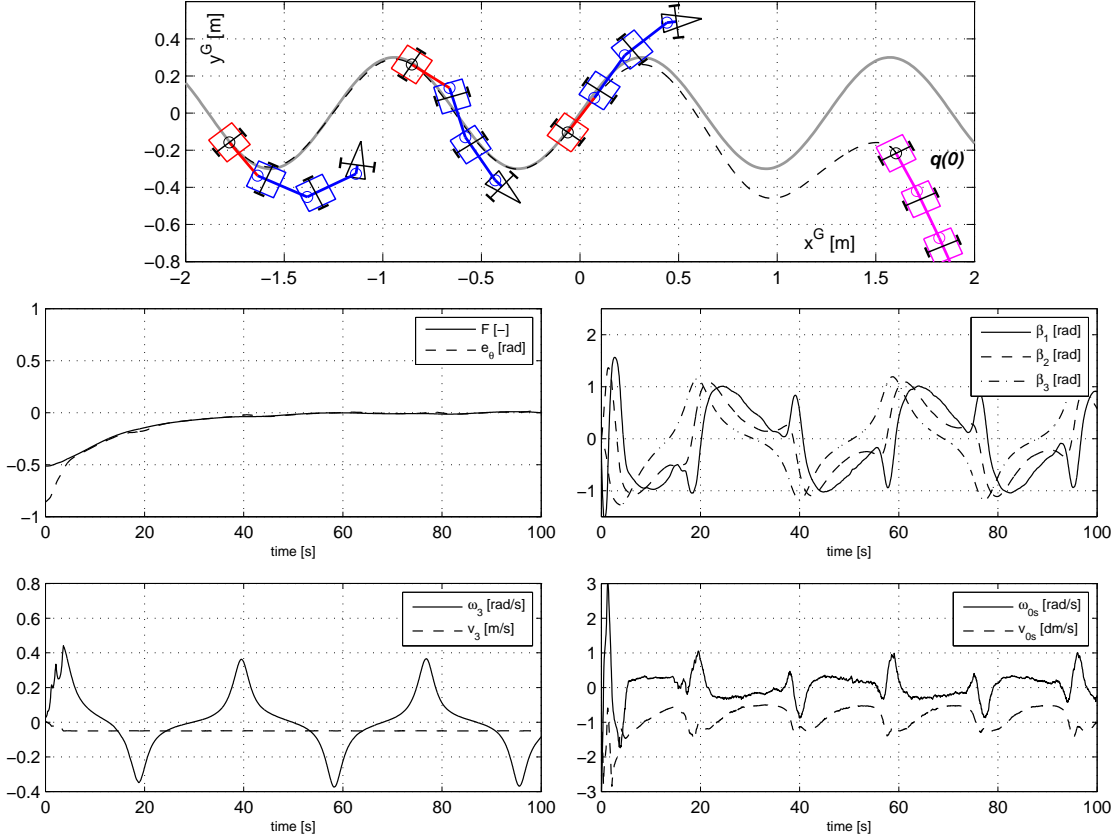 y^G [m]
0.4
0.2
0
−0.2
−0.4
−0.6
−0.8
q(0)
x^G [m]
−2 −1.5 −1 −0.5 0 0.5 1 1.5 2
1
0.5
0
−0.5
−1
F [−]
e_θ [rad]
0 20 40 60 80 100
time [s]
2
1
0
−1
β_1 [rad]
β_2 [rad]
β_3 [rad]
0 20 40 60 80 100
time [s]
0.8
0.6
0.4
0.2
0
−0.2
−0.4
ω_3 [rad/s]
v_3 [m/s]
0 20 40 60 80 100
time [s]
3
2
1
0
−1
−2
−3
ω_0s [rad/s]
v_0s [dm/s]
0 20 40 60 80 100
time [s]